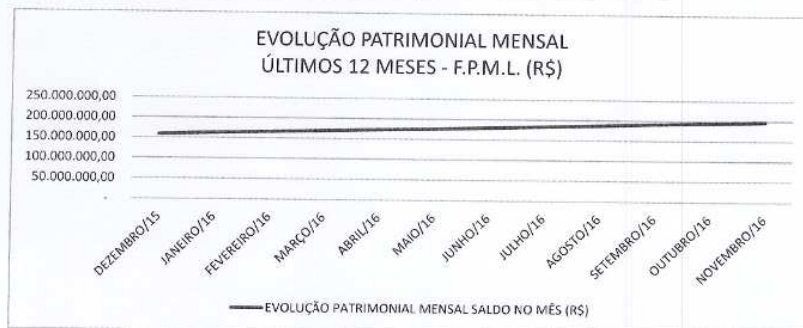 EVOLUÇÃO PATRIMONIAL MENSAL
ÚLTIMOS 12 MESES - F.P.M.L. (R$)
250.000.000,00
200.000.000,00
150.000.000,00
100.000.000,00
50.000.000,00
-
DEZEMBRO/15
JANEIRO/16
FEVEREIRO/16
MARÇO/16
ABRIL/16
MAIO/16
JUNHO/16
JULHO/16
AGOSTO/16
SETEMBRO/16
OUTUBRO/16
NOVEMBRO/16
EVOLUÇÃO PATRIMONIAL MENSAL SALDO NO MÊS (R$)